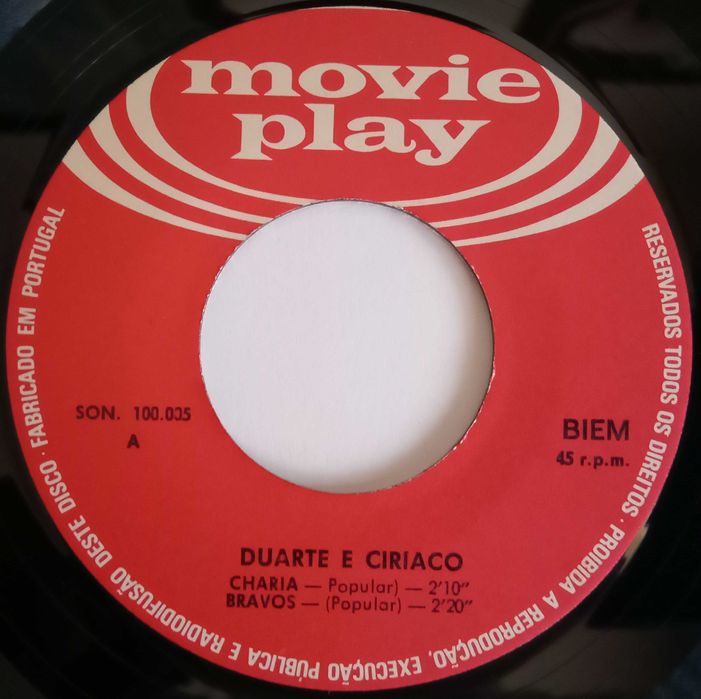 movie
play
SON. 100.005
A
BIEM
45 r.p.m.
DUARTE E CIRÍACO
CHARIA — Popular) — 2'10"
BRAVOS — (Popular) — 2'20"
RESERVADOS TODOS OS DIREITOS · PROIBIDA A REPRODUÇÃO, EXECUÇÃO PÚBLICA E RADIODIFUSÃO DESTE DISCO · FABRICADO EM PORTUGAL